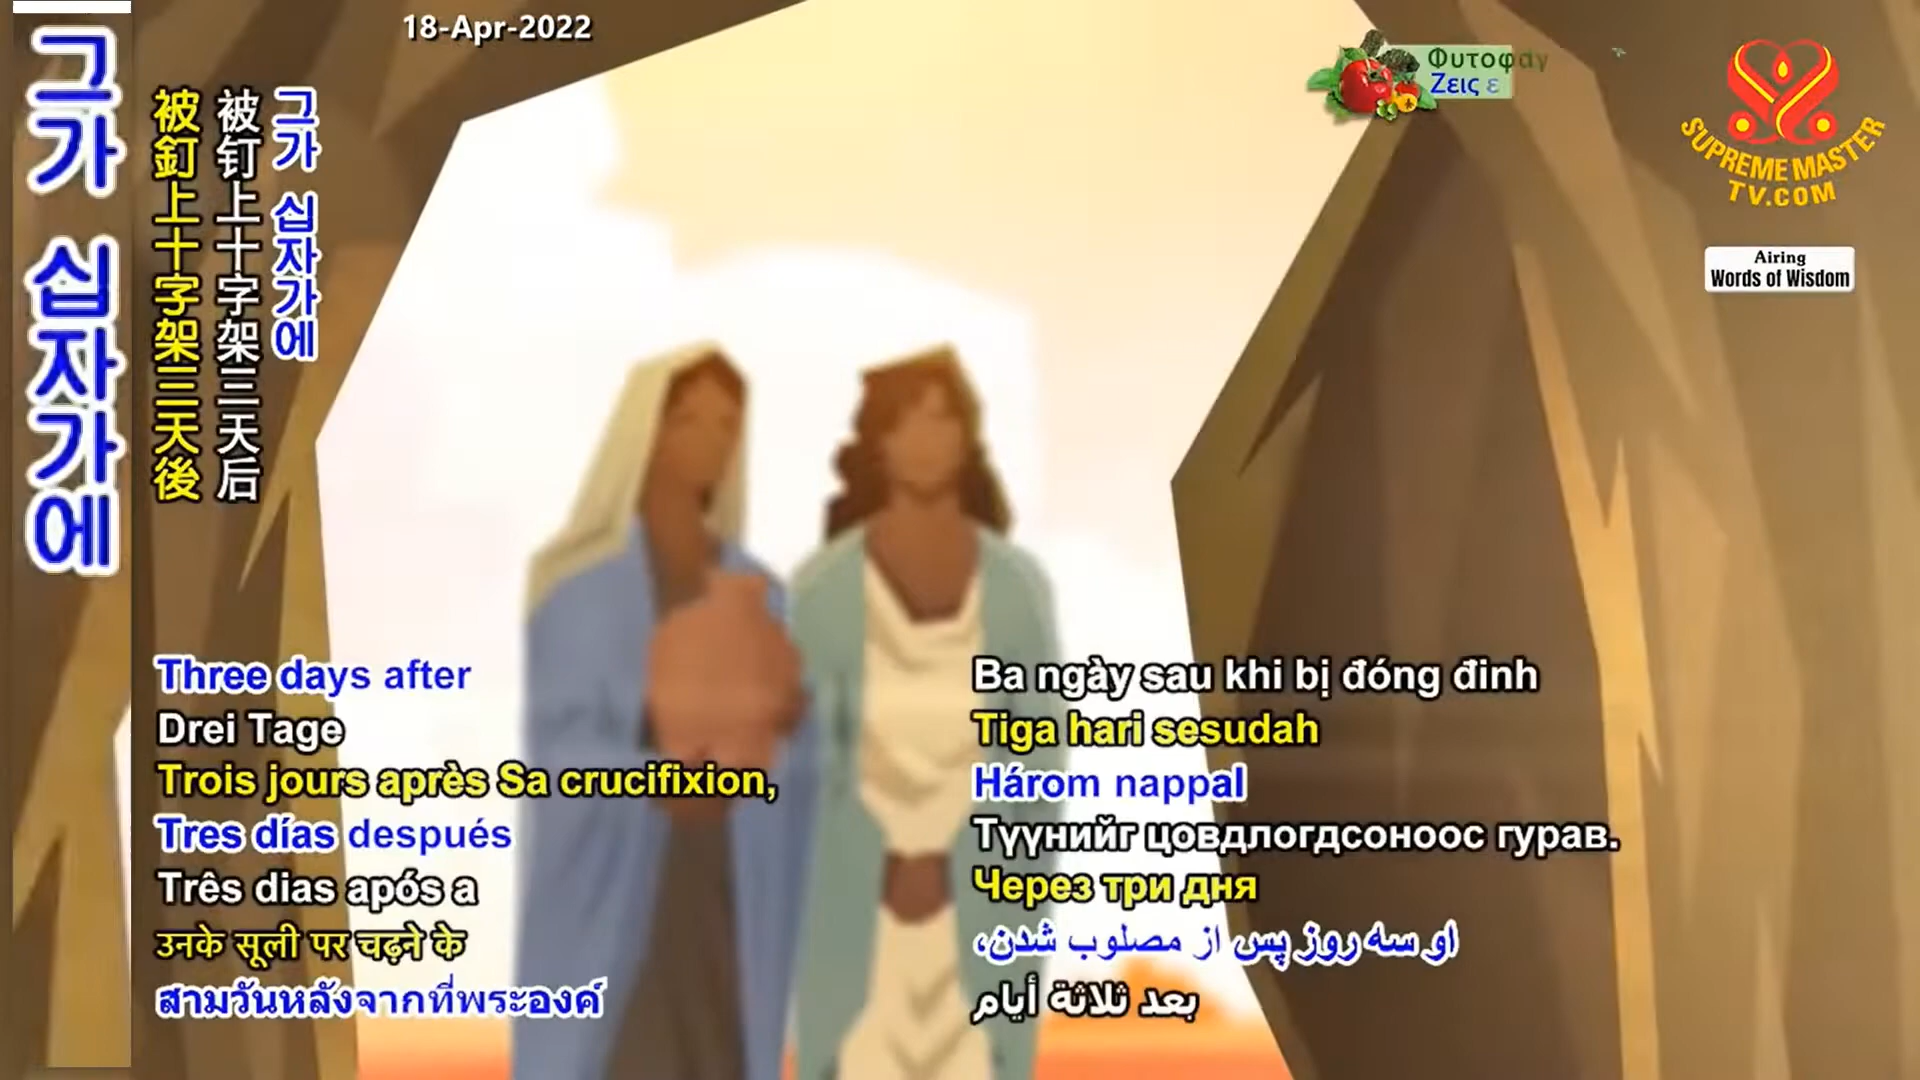 18-Apr-2022
그가 십자가에
被釘上十字架三天後
被钉上十字架三天后
그가 십자가에
Φυτοφαγ
Ζεις ε
SUPREME MASTER
TV.COM
Airing
Words of Wisdom
Three days after
Drei Tage
Trois jours après Sa crucifixion,
Tres días después
Três dias após a
उनके सूली पर चढ़ने के
สามวันหลังจากที่พระองค์
Ba ngày sau khi bị đóng đinh
Tiga hari sesudah
Három nappal
Түүнийг цовдлогдсоноос гурав.
Через три дня
او سه روز پس از مصلوب شدن،
بعد ثلاثة أيام